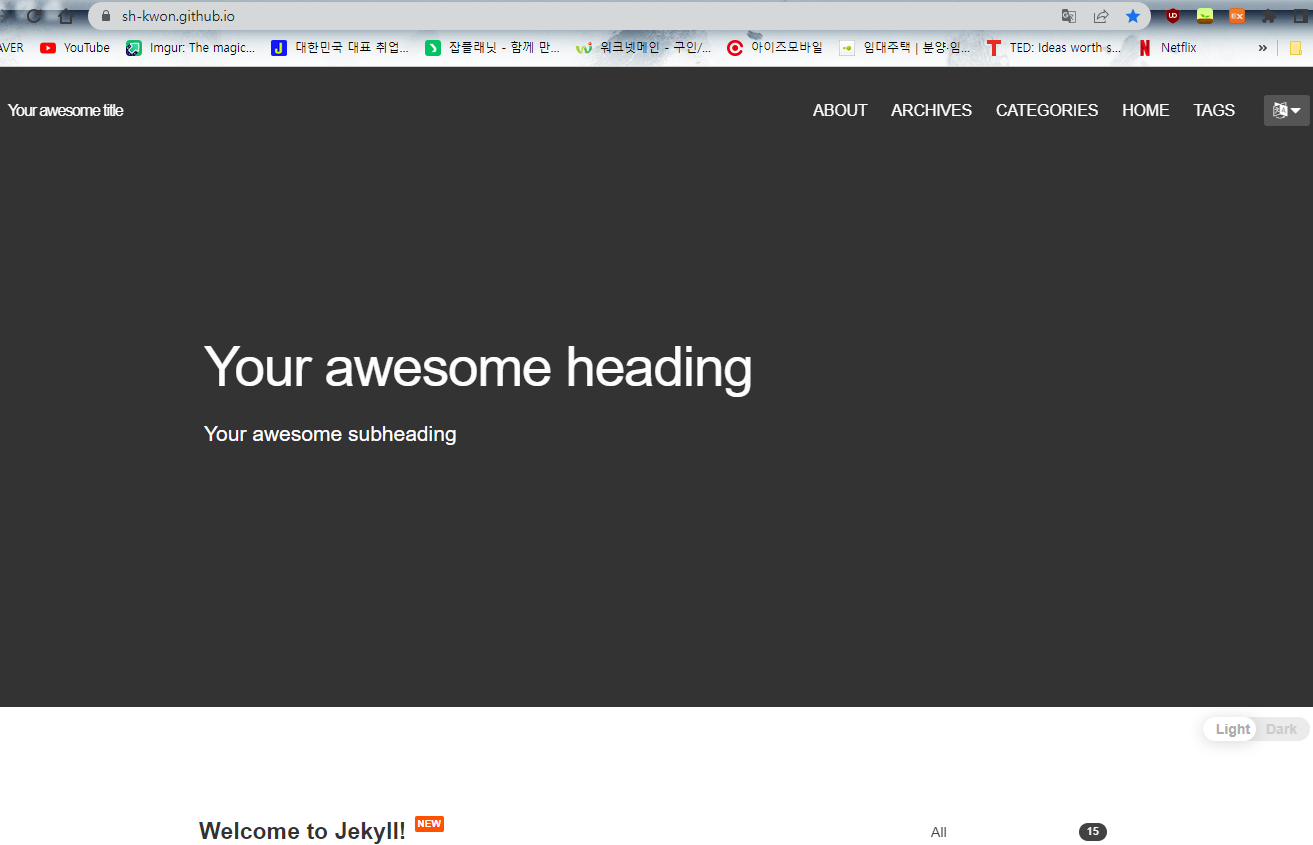 sh-kwon.github.io
AVER YouTube Imgur: The magic... 대한민국 대표 취업... 잡플래닛 - 함께 만... 워크넷메인 - 구인/... 아이즈모바일 임대주택 | 분양·임... TED: Ideas worth s... Netflix »
Your awesome title ABOUT ARCHIVES CATEGORIES HOME TAGS
Your awesome heading
Your awesome subheading
Light Dark
Welcome to Jekyll! NEW All 15